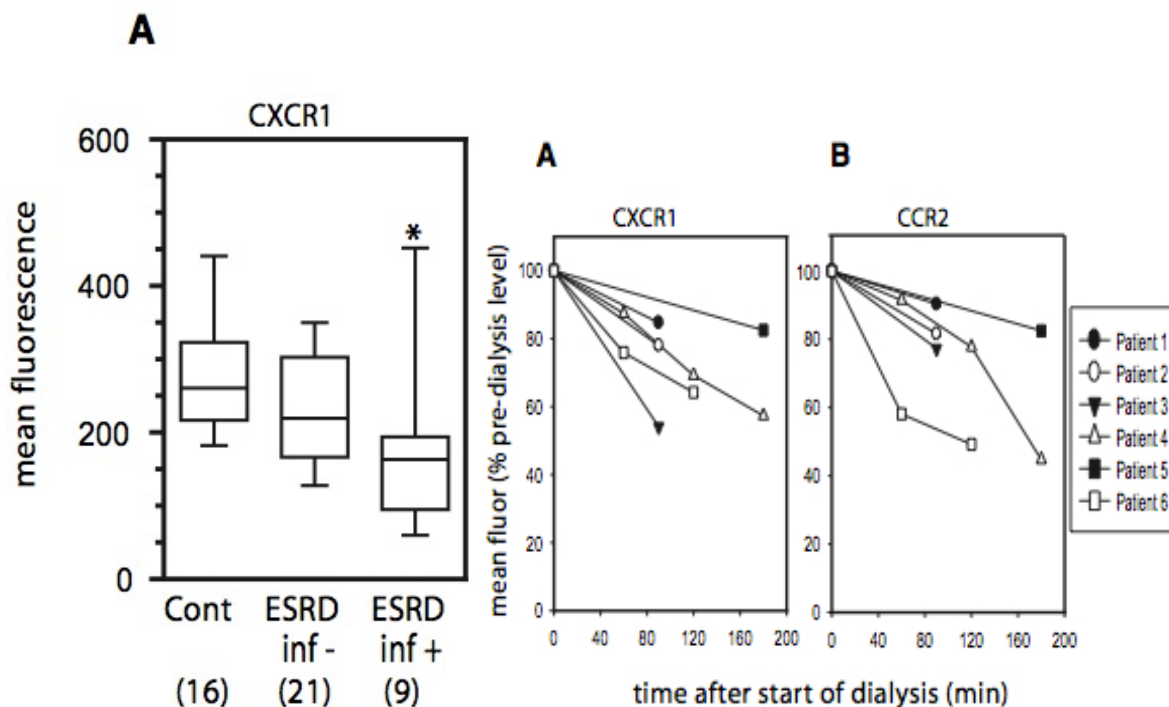 A
CXCR1
600
400
200
0
mean fluorescence
*
Cont ESRD ESRD
inf - inf +
(16) (21) (9)
A
CXCR1
100
80
60
40
20
0
mean fluor (% pre-dialysis level)
0 40 80 120 160 200
B
CCR2
100
80
60
40
20
0
0 40 80 120 160 200
time after start of dialysis (min)
Patient 1
Patient 2
Patient 3
Patient 4
Patient 5
Patient 6